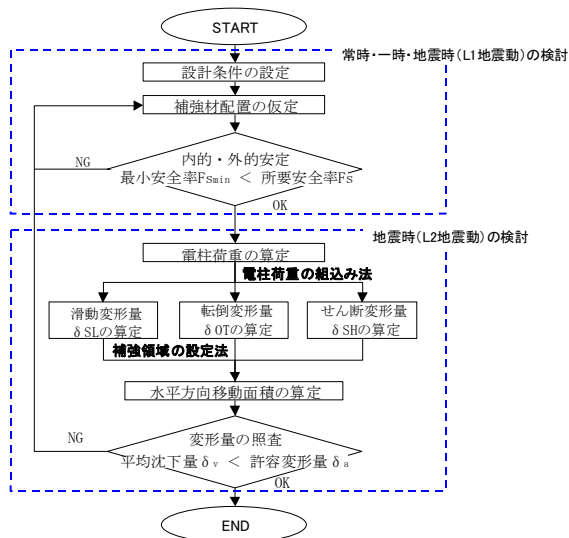 START
常時・一時・地震時(L1地震動)の検討
設計条件の設定
補強材配置の仮定
NG
内的・外的安定
最小安全率Fsmin ＜ 所要安全率Fs
OK
地震時(L2地震動)の検討
電柱荷重の算定
電柱荷重の組込み法
滑動変形量
δSLの算定
転倒変形量
δOTの算定
せん断変形量
δSHの算定
補強領域の設定法
水平方向移動面積の算定
NG
変形量の照査
平均沈下量δv ＜ 許容変形量δa
OK
END